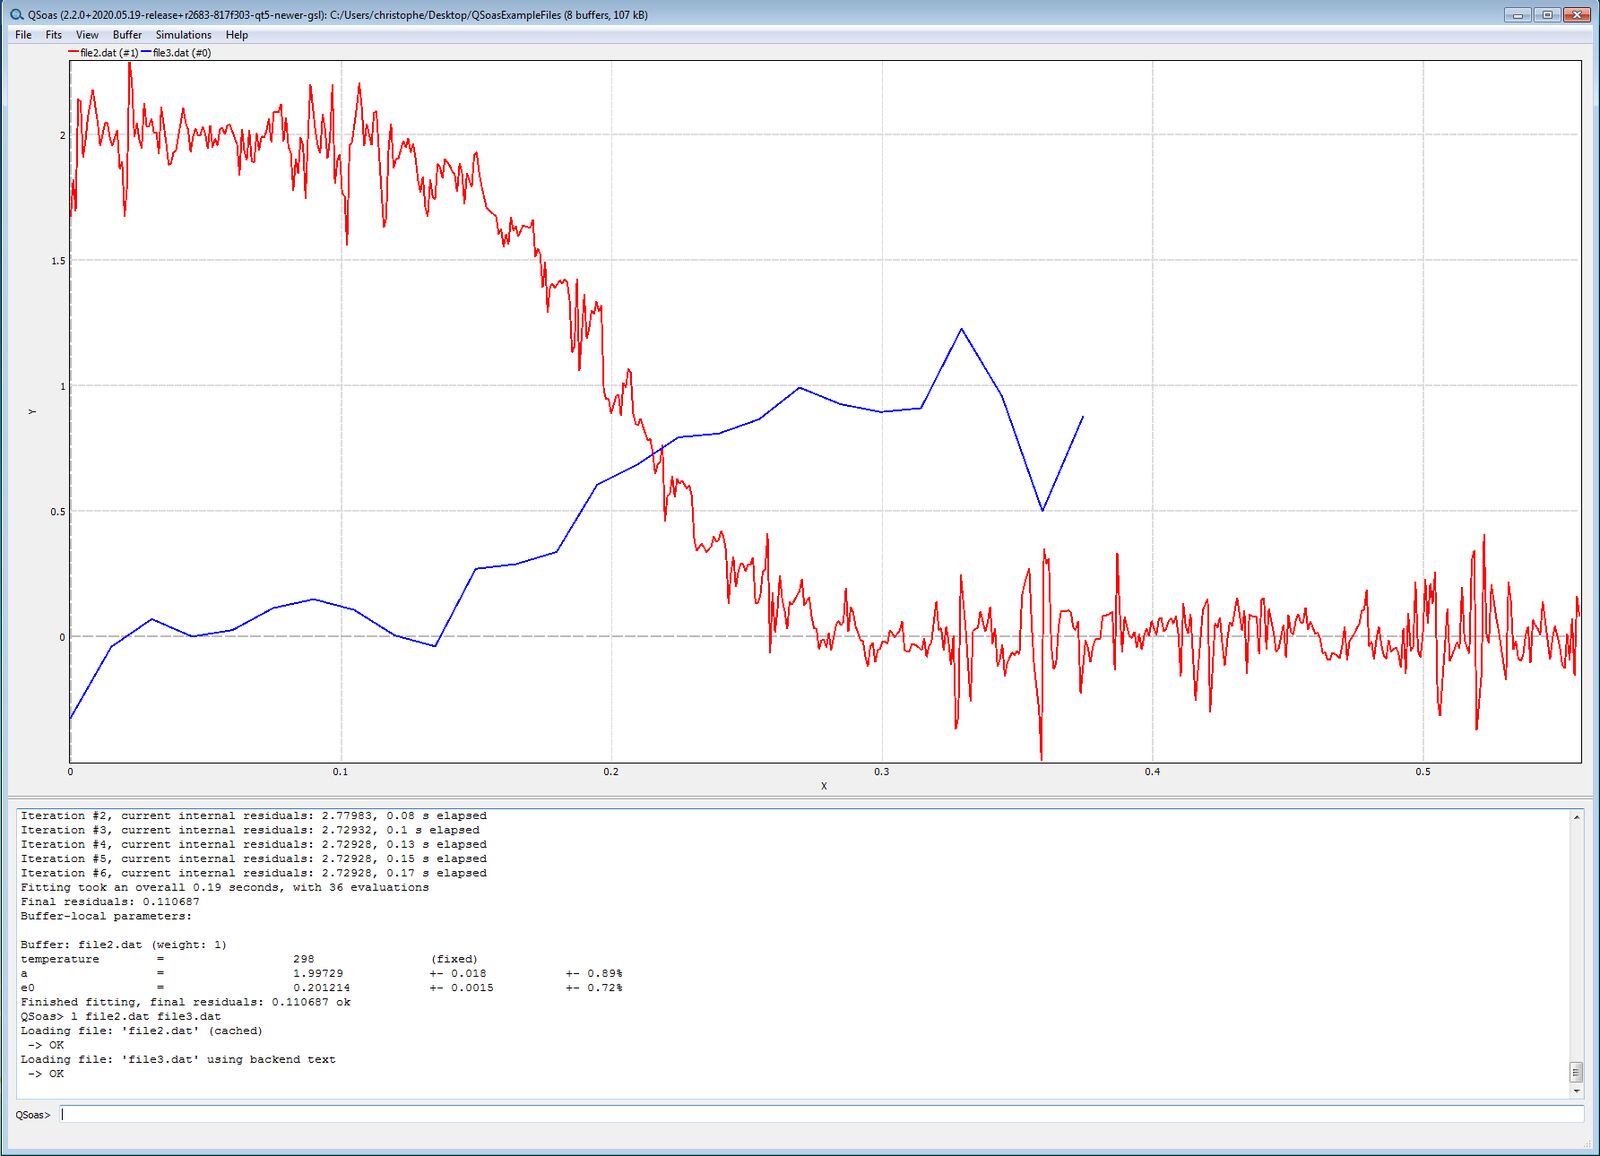 QSoas (2.2.0+2020.05.19-release+r2683-817f303-qt5-newer-gsl): C:/Users/christophe/Desktop/QSoasExampleFiles (8 buffers, 107 kB)
File Fits View Buffer Simulations Help
file2.dat (#1) file3.dat (#0)
2
1.5
1
Y
0.5
0
0 0.1 0.2 0.3 0.4 0.5
X
Iteration #2, current internal residuals: 2.77983, 0.08 s elapsed
Iteration #3, current internal residuals: 2.72932, 0.1 s elapsed
Iteration #4, current internal residuals: 2.72928, 0.13 s elapsed
Iteration #5, current internal residuals: 2.72928, 0.15 s elapsed
Iteration #6, current internal residuals: 2.72928, 0.17 s elapsed
Fitting took an overall 0.19 seconds, with 36 evaluations
Final residuals: 0.110687
Buffer-local parameters:
Buffer: file2.dat (weight: 1)
temperature = 298 (fixed)
a = 1.99729 +- 0.018 +- 0.89%
e0 = 0.201214 +- 0.0015 +- 0.72%
Finished fitting, final residuals: 0.110687 ok
QSoas> l file2.dat file3.dat
Loading file: 'file2.dat' (cached)
-> OK
Loading file: 'file3.dat' using backend text
-> OK
QSoas>